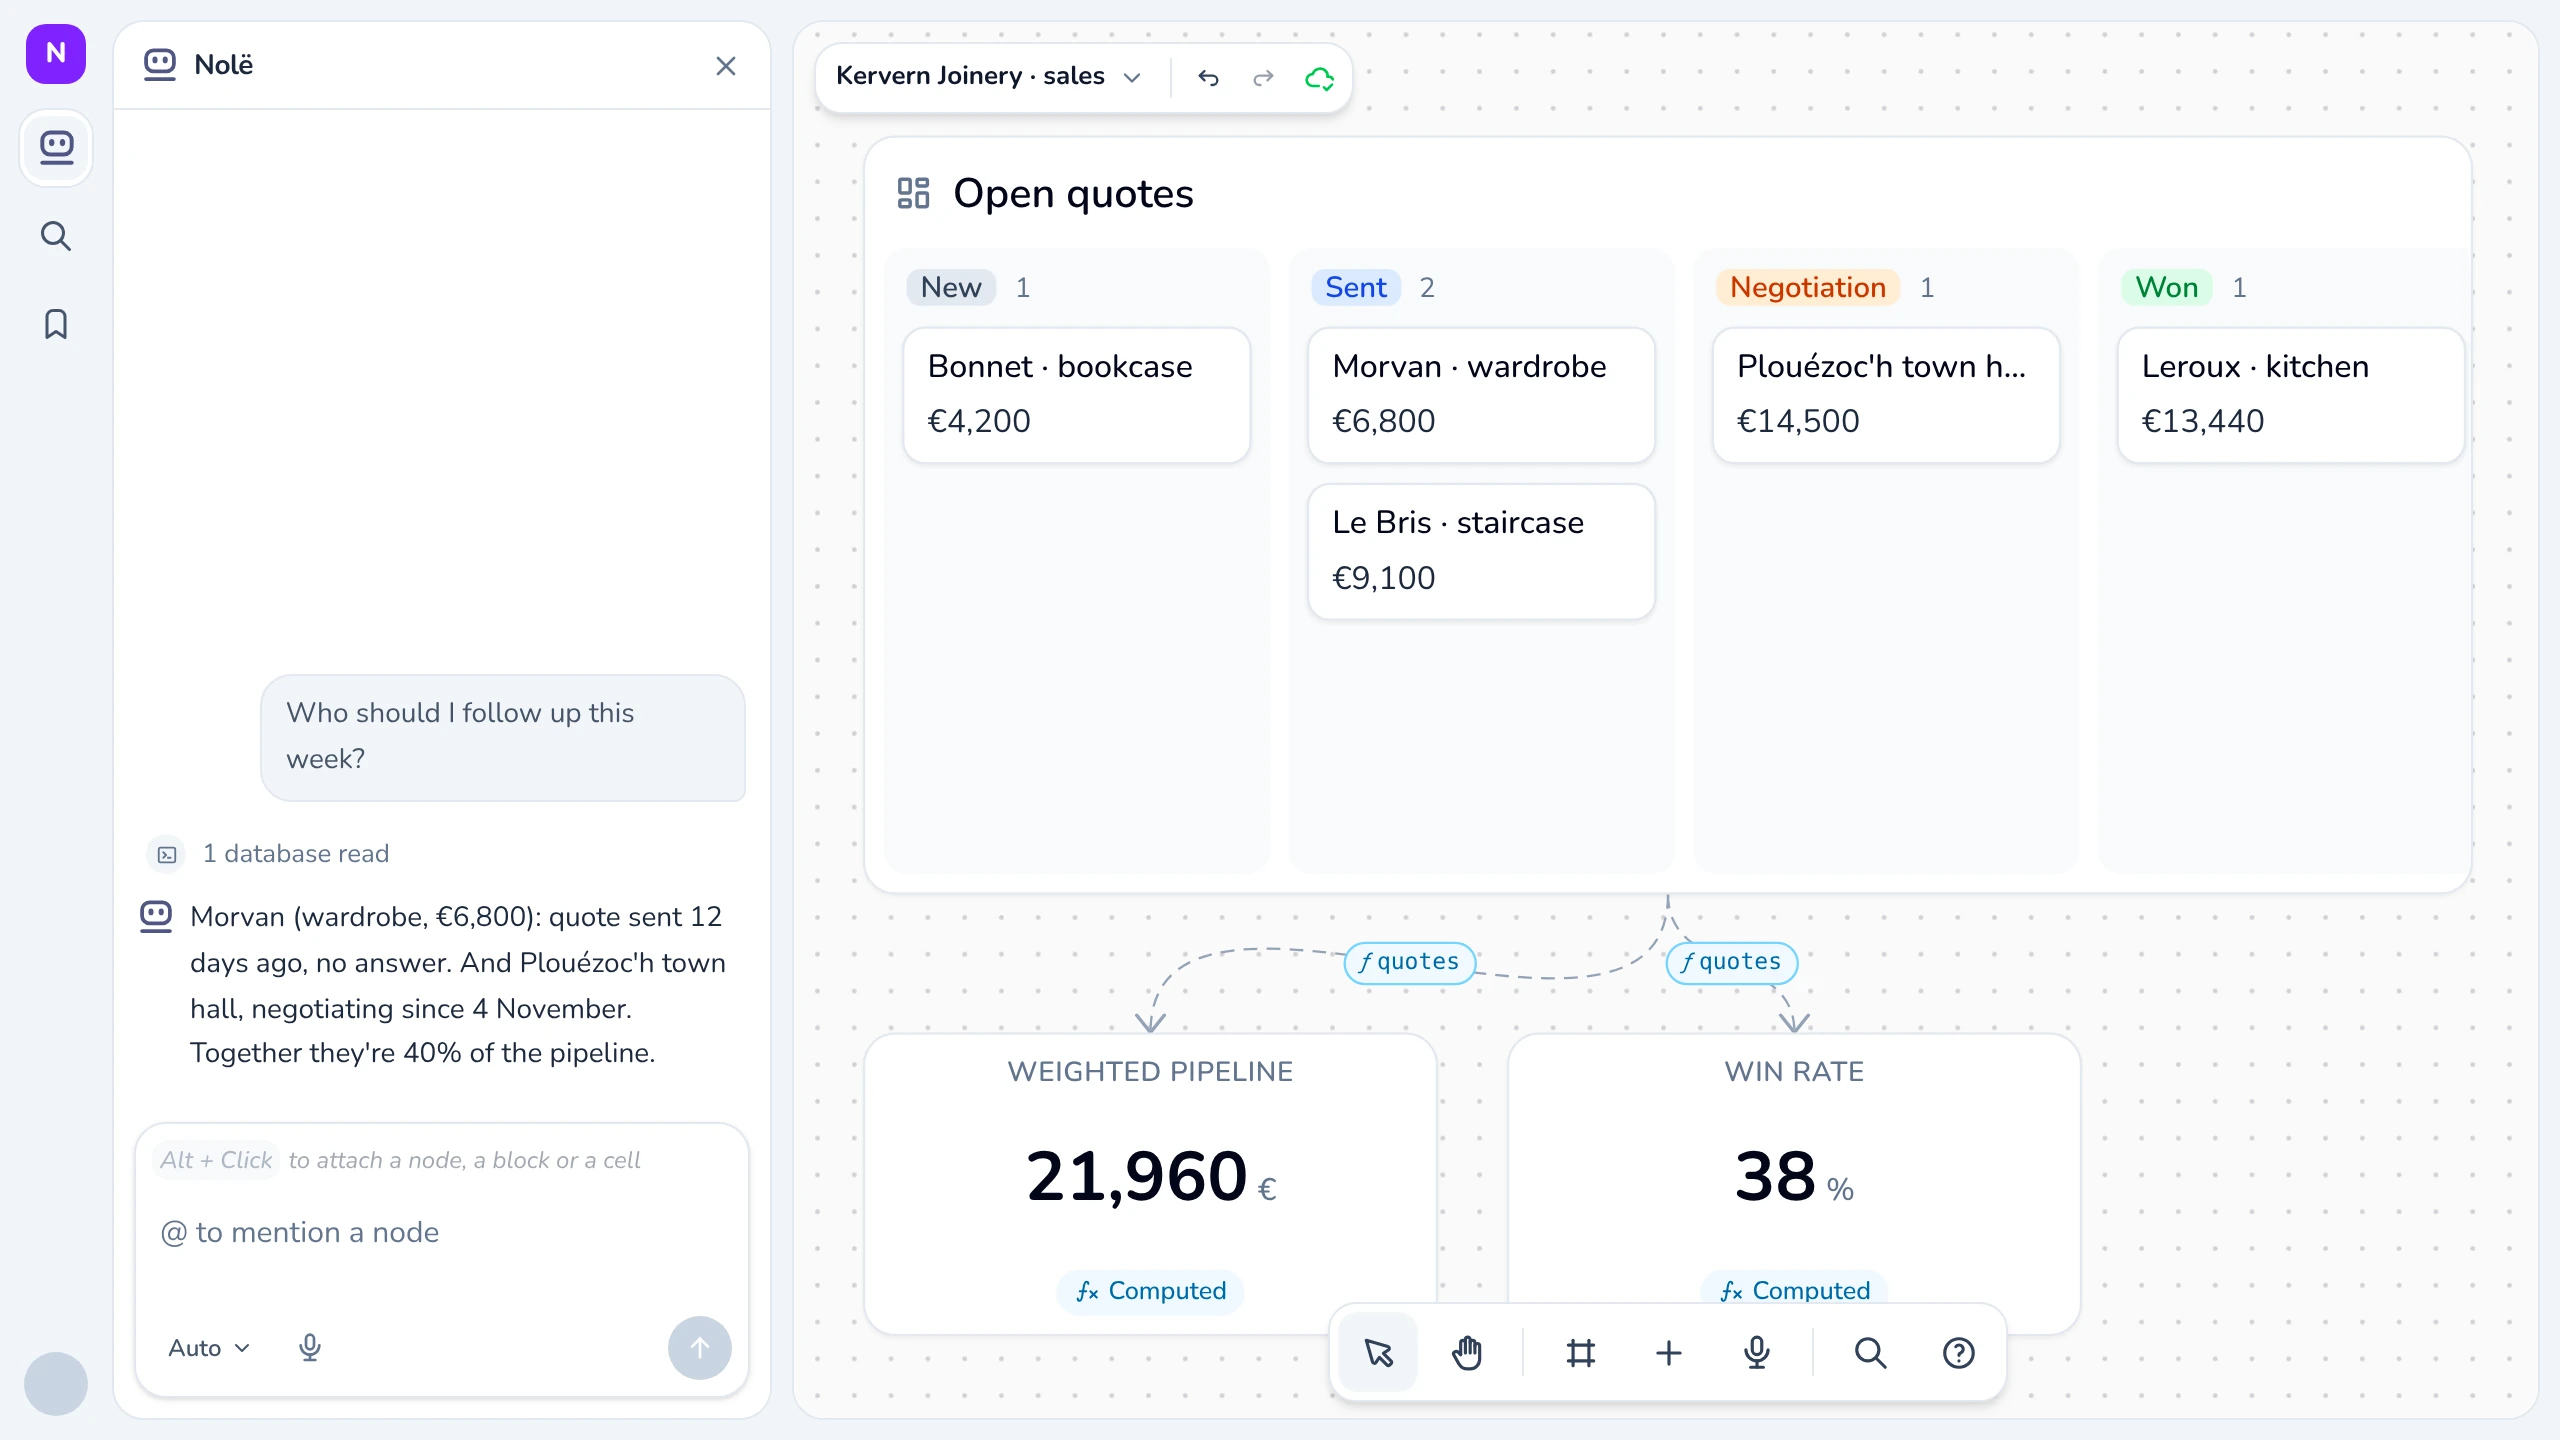 N
Nolë
Who should I follow up this
week?
1 database read
Morvan (wardrobe, €6,800): quote sent 12
days ago, no answer. And Plouézoc'h town
hall, negotiating since 4 November.
Together they're 40% of the pipeline.
Alt + Click to attach a node, a block or a cell
@ to mention a node
Auto
Kervern Joinery · sales
Open quotes
New 1
Bonnet · bookcase
€4,200
Sent 2
Morvan · wardrobe
€6,800
Le Bris · staircase
€9,100
Negotiation 1
Plouézoc'h town h...
€14,500
Won 1
Leroux · kitchen
€13,440
ƒ quotes
ƒ quotes
WEIGHTED PIPELINE
21,960 €
ƒx Computed
WIN RATE
38 %
ƒx Computed